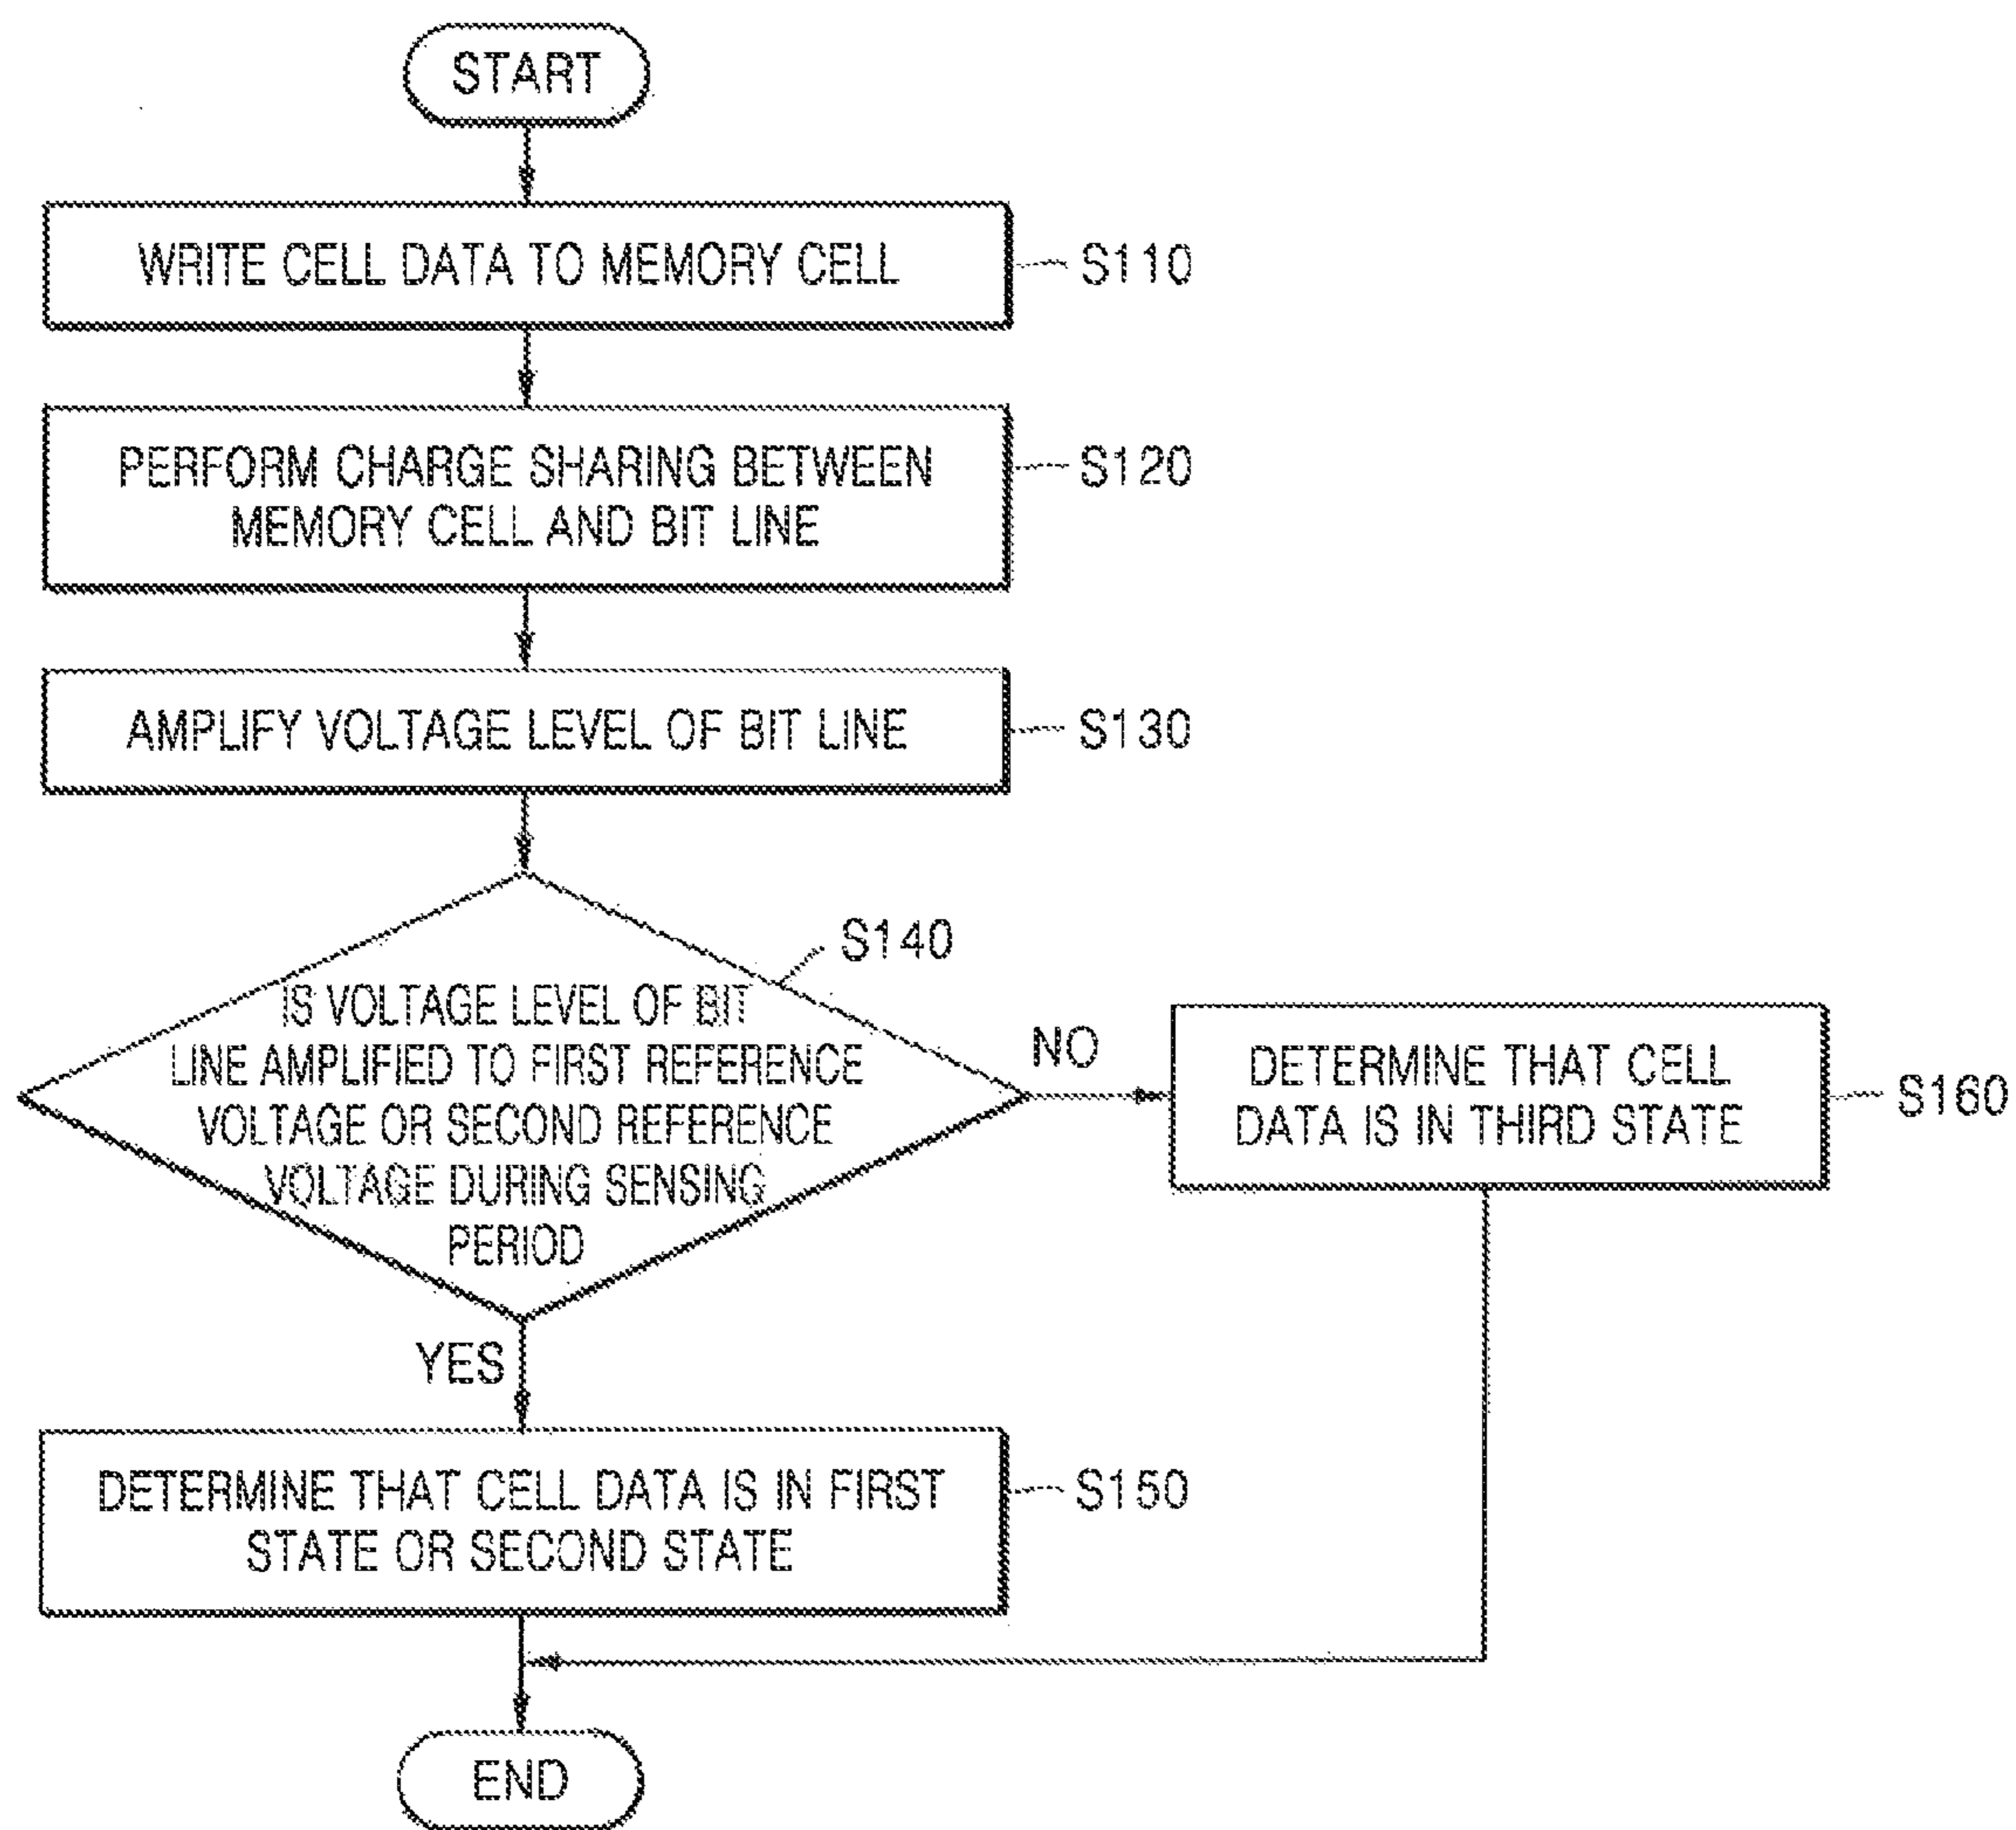 START
WRITE CELL DATA TO MEMORY CELL
S110
PERFORM CHARGE SHARING BETWEEN
MEMORY CELL AND BIT LINE
S120
AMPLIFY VOLTAGE LEVEL OF BIT LINE
S130
S140
IS VOLTAGE LEVEL OF BIT
LINE AMPLIFIED TO FIRST REFERENCE
VOLTAGE OR SECOND REFERENCE
VOLTAGE DURING SENSING
PERIOD
NO
DETERMINE THAT CELL
DATA IS IN THIRD STATE
S160
YES
DETERMINE THAT CELL DATA IS IN FIRST
STATE OR SECOND STATE
S150
END